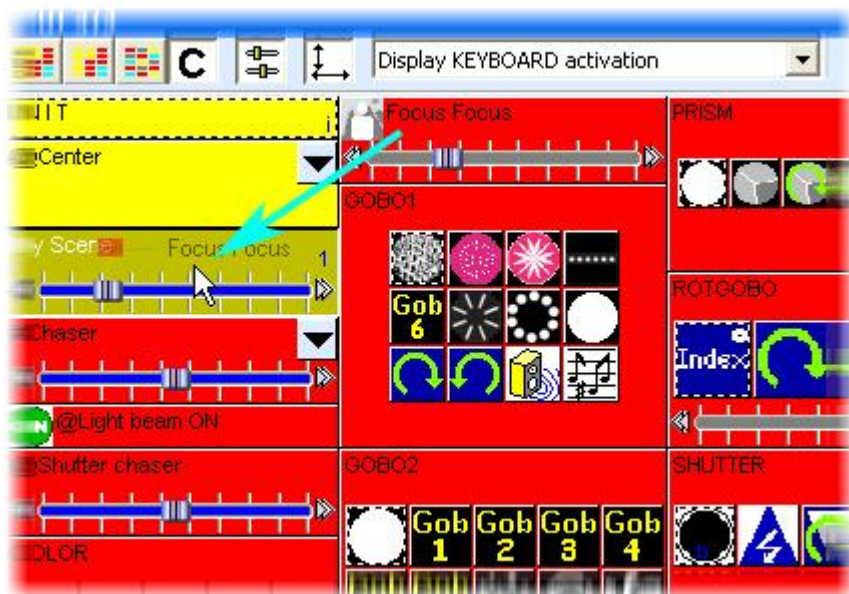 C
Display KEYBOARD activation
i
@Center
Focus Focus
PRISM
GOBO1
Focus Focus
1
Gob
6
ROTGOBO
Index
Chaser
@Light beam ON
@Shutter chaser
GOBO2
SHUTTER
Gob
1
Gob
2
Gob
3
Gob
4